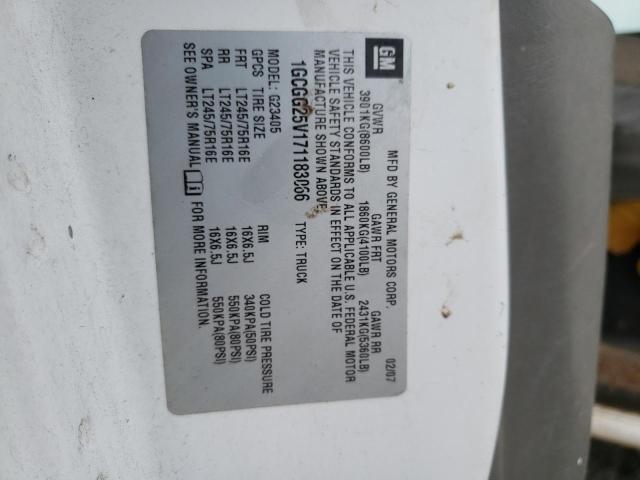 GM
MFD BY GENERAL MOTORS CORP. 02/07
GVWR GAWR FRT GAWR RR
3901KG(8600LB) 1860KG(4100LB) 2431KG(5360LB)
THIS VEHICLE CONFORMS TO ALL APPLICABLE U.S. FEDERAL MOTOR
VEHICLE SAFETY STANDARDS IN EFFECT ON THE DATE OF
MANUFACTURE SHOWN ABOVE.
1GCGG25V171183066 TYPE: TRUCK
MODEL: G23405
GPCS TIRE SIZE RIM COLD TIRE PRESSURE
FRT LT245/75R16E 16X6.5J 340KPA(50PSI)
RR LT245/75R16E 16X6.5J 550KPA(80PSI)
SPA LT245/75R16E 16X6.5J 550KPA(80PSI)
SEE OWNER'S MANUAL FOR MORE INFORMATION.